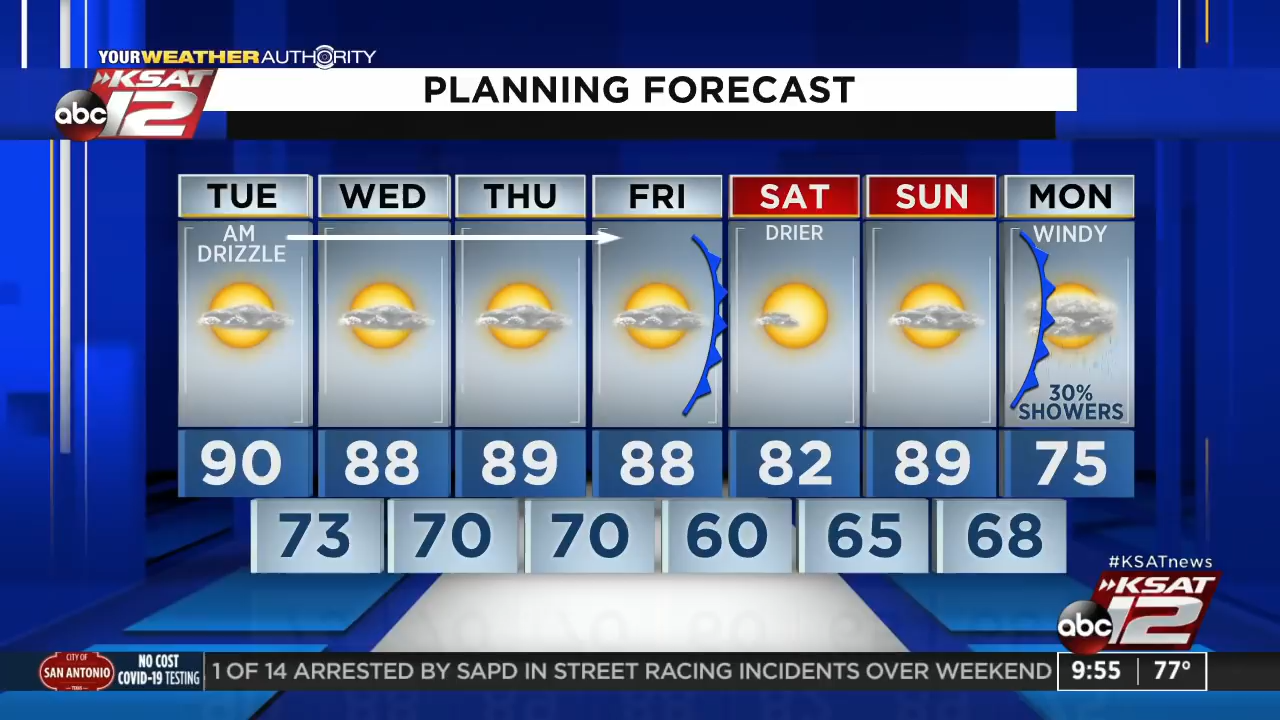 YOURWEATHERAUTHORITY
KSAT
abc 12
PLANNING FORECAST
TUE WED THU FRI SAT SUN MON
AM
DRIZZLE
DRIER
WINDY
30%
SHOWERS
90 88 89 88 82 89 75
73 70 70 60 65 68
#KSATnews
KSAT
abc 12
CITY OF
SAN ANTONIO
TEXAS
NO COST
COVID-19 TESTING
1 OF 14 ARRESTED BY SAPD IN STREET RACING INCIDENTS OVER WEEKEND
9:55 77°